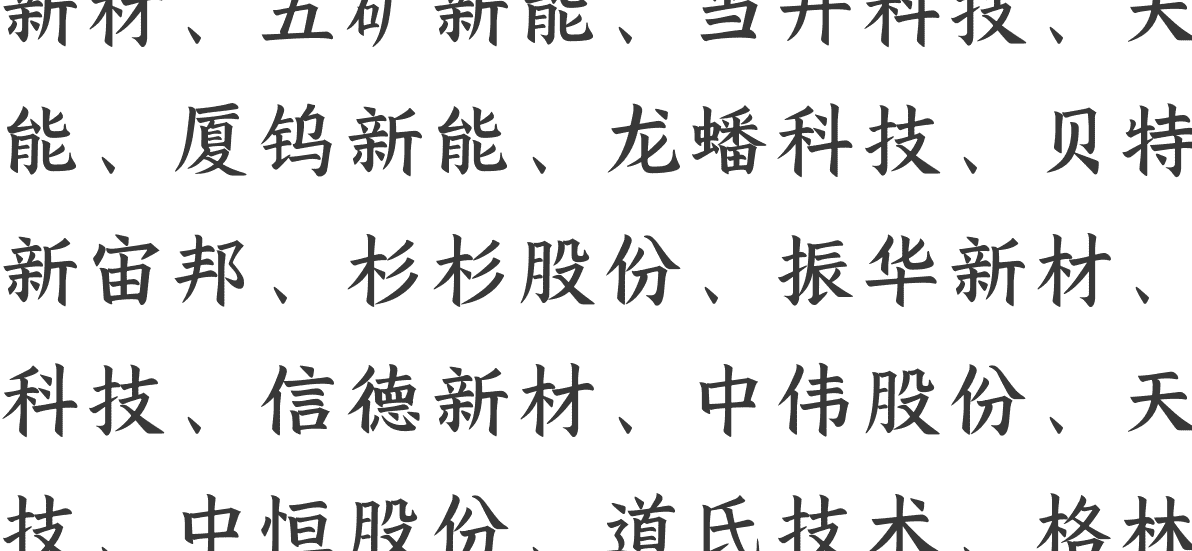 新材、五矿新能、当升科技、天
能、厦钨新能、龙蟠科技、贝特
新宙邦、杉杉股份、振华新材、
科技、信德新材、中伟股份、天
技、中恒股份、道氏技术、格林